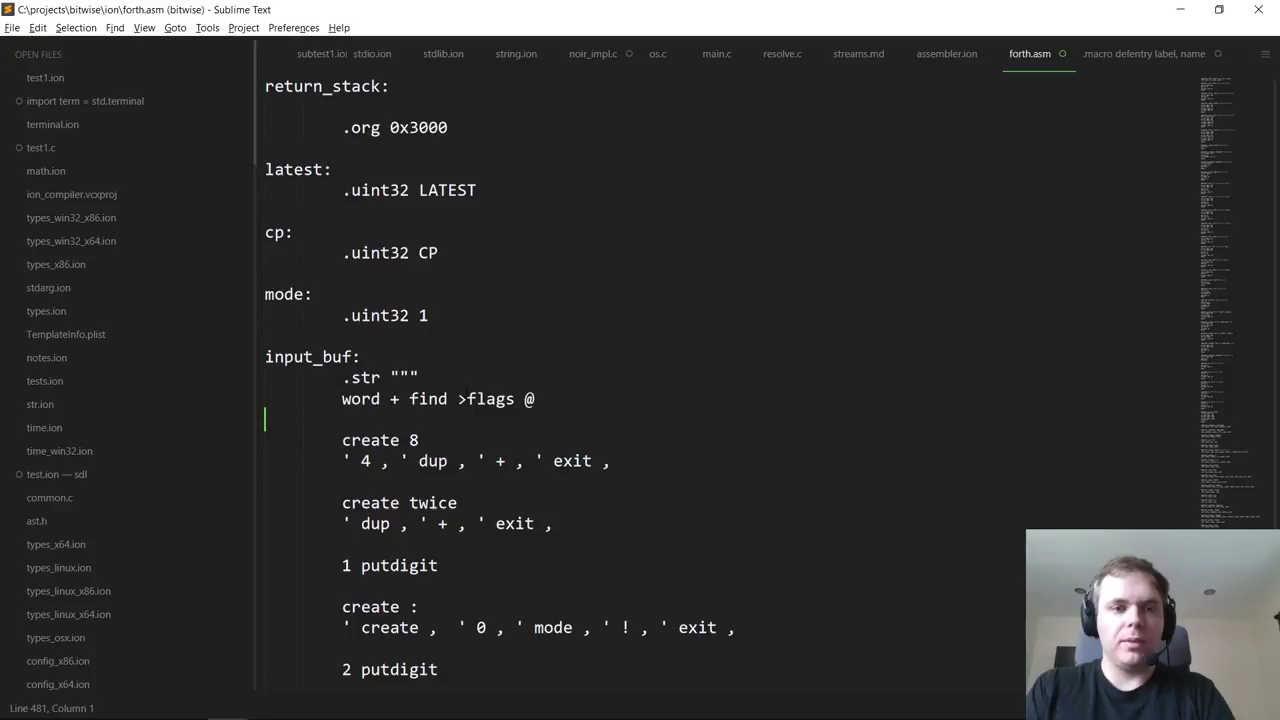 C:\projects\bitwise\ion\forth.asm (bitwise) - Sublime Text
File Edit Selection Find View Goto Tools Project Preferences Help
OPEN FILES
test1.ion
import term = std.terminal
terminal.ion
test1.c
math.ion
ion_compiler.vcxproj
types_win32_x86.ion
types_win32_x64.ion
types_x86.ion
stdarg.ion
types.ion
TemplateInfo.plist
notes.ion
tests.ion
str.ion
time.ion
time_win32.ion
test.ion — sdl
common.c
ast.h
types_x64.ion
types_linux.ion
types_linux_x86.ion
types_linux_x64.ion
types_osx.ion
config_x86.ion
config_x64.ion
subtest1.io stdio.ion stdlib.ion string.ion noir_impl.c os.c main.c resolve.c streams.md assembler.ion forth.asm .macro defentry label, name
return_stack:
.org 0x3000
latest:
.uint32 LATEST
cp:
.uint32 CP
mode:
.uint32 1
input_buf:
.str """
word + find >flags @
create 8
4 , ' dup , ' + , ' exit ,
create twice
' dup , ' + , ' exit ,
1 putdigit
create :
' create , ' 0 , ' mode , ' ! , ' exit ,
2 putdigit
Line 481, Column 1